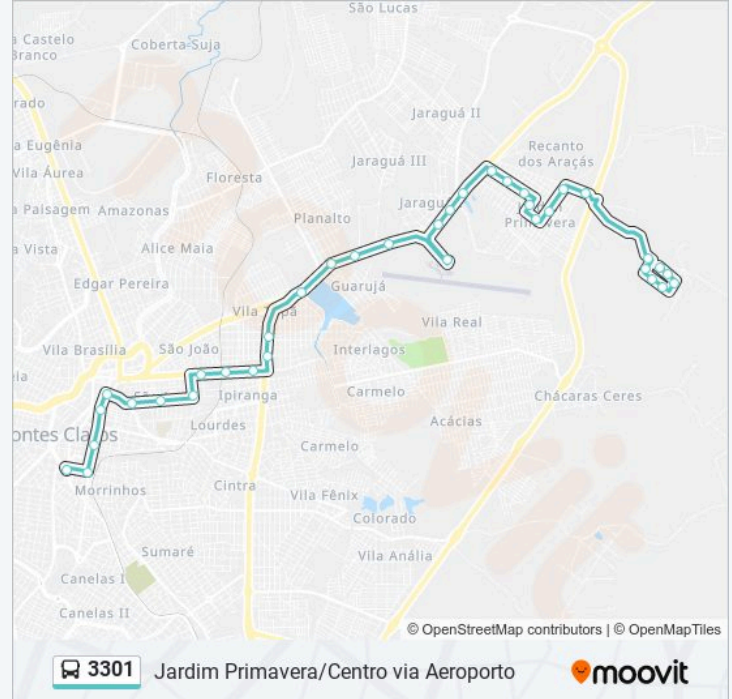 São Lucas
a Castelo
Branco
Coberta-Suja
rado
Jaraguá II
a Eugênia
Recanto
dos Araçás
Jaraguá III
Vila Áurea
Floresta
a Paisagem
Amazonas
Planalto
Jaragu
Primavera
a Vista
Alice Maia
Edgar Pereira
Guarujá
Vila Real
Vila Brasília
São João
Interlagos
Ipiranga
Carmelo
Chácaras Ceres
Acácias
ontes Claros
Lourdes
Carmelo
Morrinhos
Cintra
Vila Fênix
Colorado
Sumaré
Vila Anália
Canelas I
Canelas II
© OpenStreetMap contributors | © OpenMapTiles
3301 Jardim Primavera/Centro via Aeroporto
moovit